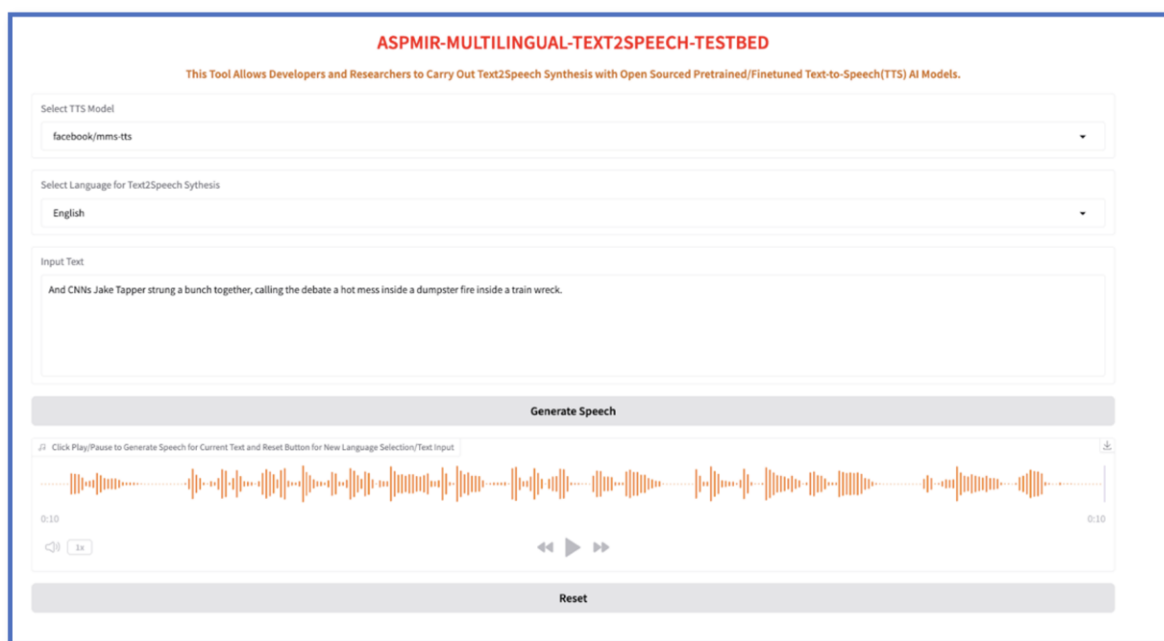 ASPMIR-MULTILINGUAL-TEXT2SPEECH-TESTBED
This Tool Allows Developers and Researchers to Carry Out Text2Speech Synthesis with Open Sourced Pretrained/Finetuned Text-to-Speech(TTS) AI Models.
Select TTS Model
facebook/mms-tts
Select Language for Text2Speech Sythesis
English
Input Text
And CNNs Jake Tapper strung a bunch together, calling the debate a hot mess inside a dumpster fire inside a train wreck.
Generate Speech
Click Play/Pause to Generate Speech for Current Text and Reset Button for New Language Selection/Text Input
0:10 0:10
1x
Reset